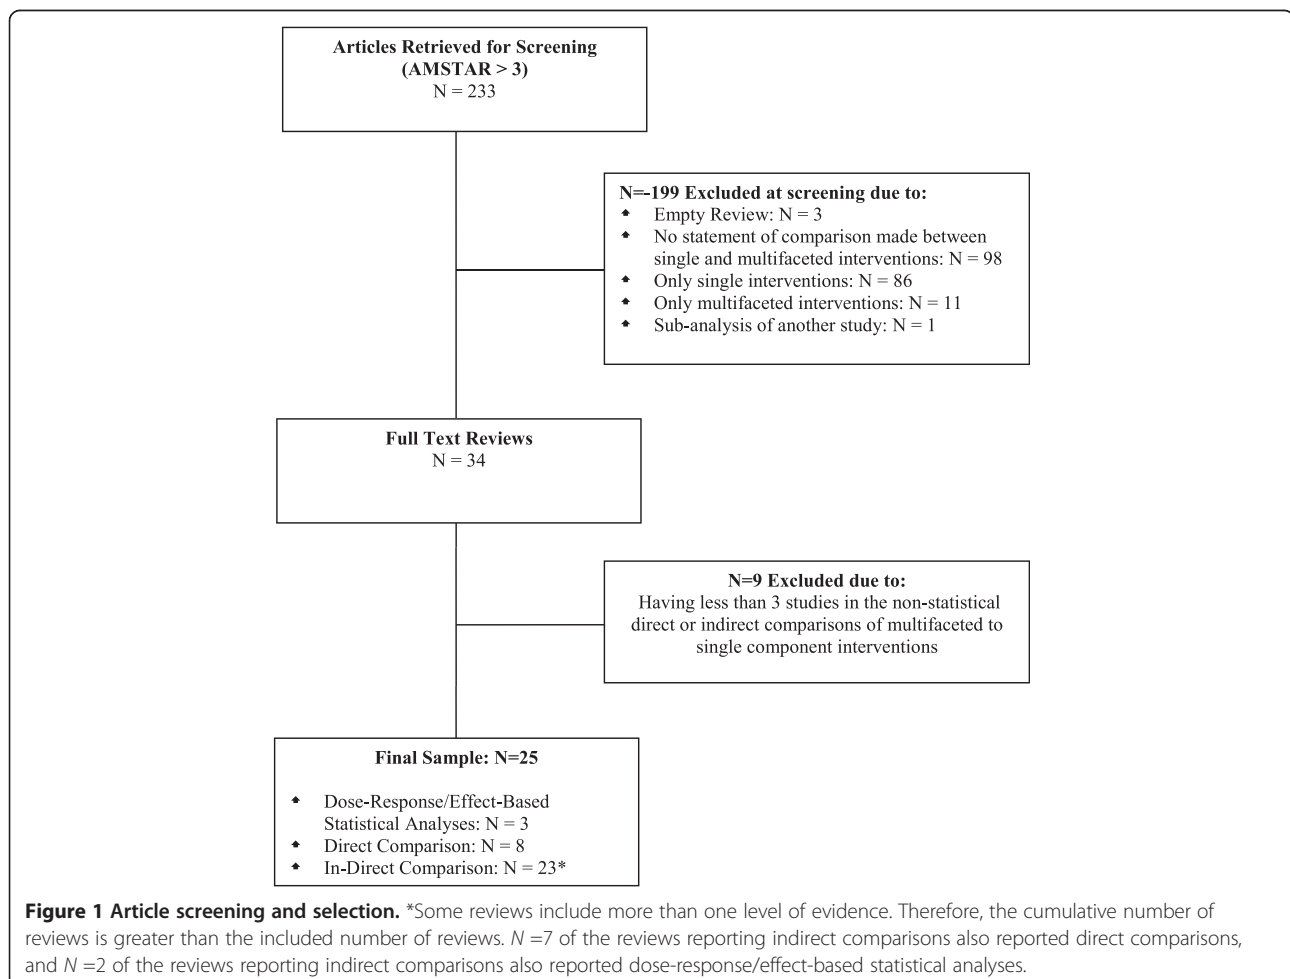 Articles Retrieved for Screening
(AMSTAR > 3)
N = 233
N=-199 Excluded at screening due to:
Empty Review: N = 3
No statement of comparison made between
single and multifaceted interventions: N = 98
Only single interventions: N = 86
Only multifaceted interventions: N = 11
Sub-analysis of another study: N = 1
Full Text Reviews
N = 34
N=9 Excluded due to:
Having less than 3 studies in the non-statistical
direct or indirect comparisons of multifaceted to
single component interventions
Final Sample: N=25
Dose-Response/Effect-Based
Statistical Analyses: N = 3
Direct Comparison: N = 8
In-Direct Comparison: N = 23*
Figure 1 Article screening and selection. *Some reviews include more than one level of evidence. Therefore, the cumulative number of
reviews is greater than the included number of reviews. N =7 of the reviews reporting indirect comparisons also reported direct comparisons,
and N =2 of the reviews reporting indirect comparisons also reported dose-response/effect-based statistical analyses.